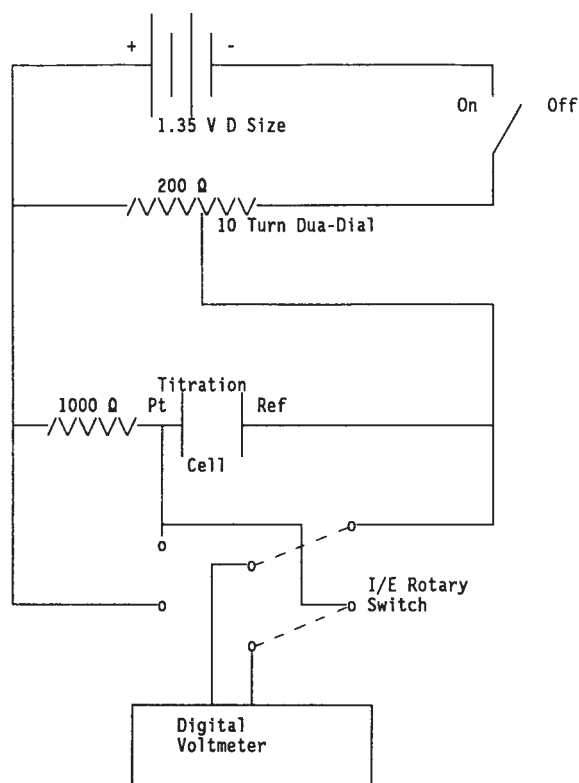 + -
1.35 V D Size
On Off
200 Ω
10 Turn Dua-Dial
Titration
1000 Ω Pt Ref
Cell
I/E Rotary
Switch
Digital
Voltmeter